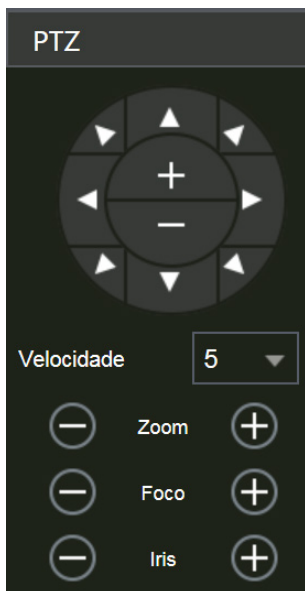 PTZ
+
−
Velocidade 5
− Zoom +
− Foco +
− Iris +